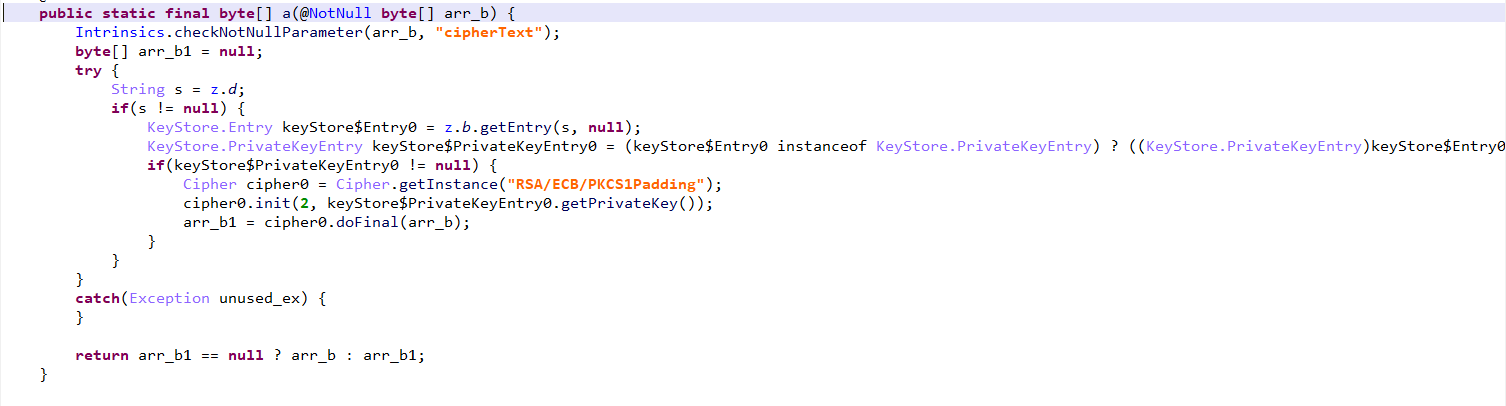 public static final byte[] a(@NotNull byte[] arr_b) {
    Intrinsics.checkNotNullParameter(arr_b, "cipherText");
    byte[] arr_b1 = null;
    try {
        String s = z.d;
        if(s != null) {
            KeyStore.Entry keyStore$Entry0 = z.b.getEntry(s, null);
            KeyStore.PrivateKeyEntry keyStore$PrivateKeyEntry0 = (keyStore$Entry0 instanceof KeyStore.PrivateKeyEntry) ? ((KeyStore.PrivateKeyEntry)keyStore$Entry0
            if(keyStore$PrivateKeyEntry0 != null) {
                Cipher cipher0 = Cipher.getInstance("RSA/ECB/PKCS1Padding");
                cipher0.init(2, keyStore$PrivateKeyEntry0.getPrivateKey());
                arr_b1 = cipher0.doFinal(arr_b);
            }
        }
    }
    catch(Exception unused_ex) {
    }

    return arr_b1 == null ? arr_b : arr_b1;
}